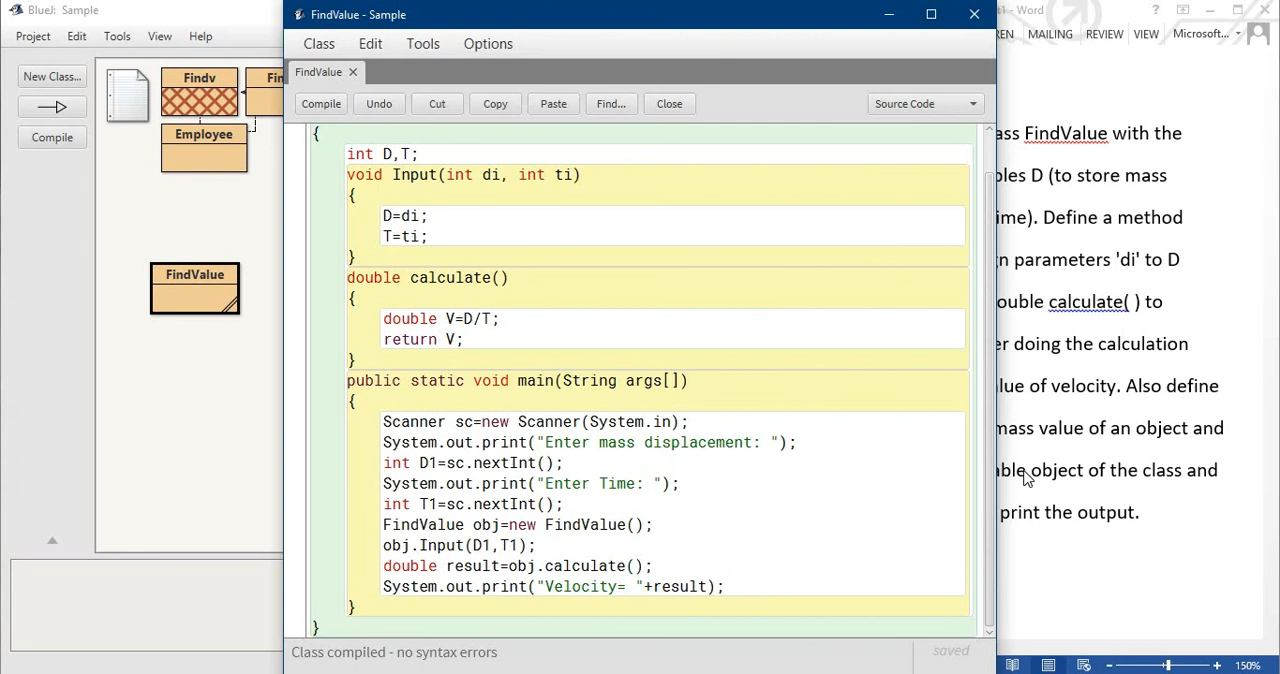 BlueJ: Sample
Project Edit Tools View Help
New Class...
Compile
Findv
Fin
Employee
FindValue
FindValue - Sample
Class Edit Tools Options
FindValue
Compile Undo Cut Copy Paste Find... Close Source Code
{
int D,T;
void Input(int di, int ti)
{
D=di;
T=ti;
}
double calculate()
{
double V=D/T;
return V;
}
public static void main(String args[])
{
Scanner sc=new Scanner(System.in);
System.out.print("Enter mass displacement: ");
int D1=sc.nextInt();
System.out.print("Enter Time: ");
int T1=sc.nextInt();
FindValue obj=new FindValue();
obj.Input(D1,T1);
double result=obj.calculate();
System.out.print("Velocity= "+result);
}
}
Class compiled - no syntax errors
saved
t1 - Word
?
REN MAILING REVIEW VIEW Microsoft...
ass FindValue with the
bles D (to store mass
ime). Define a method
gn parameters 'di' to D
ouble calculate( ) to
er doing the calculation
alue of velocity. Also define
mass value of an object and
able object of the class and
print the output.
150%